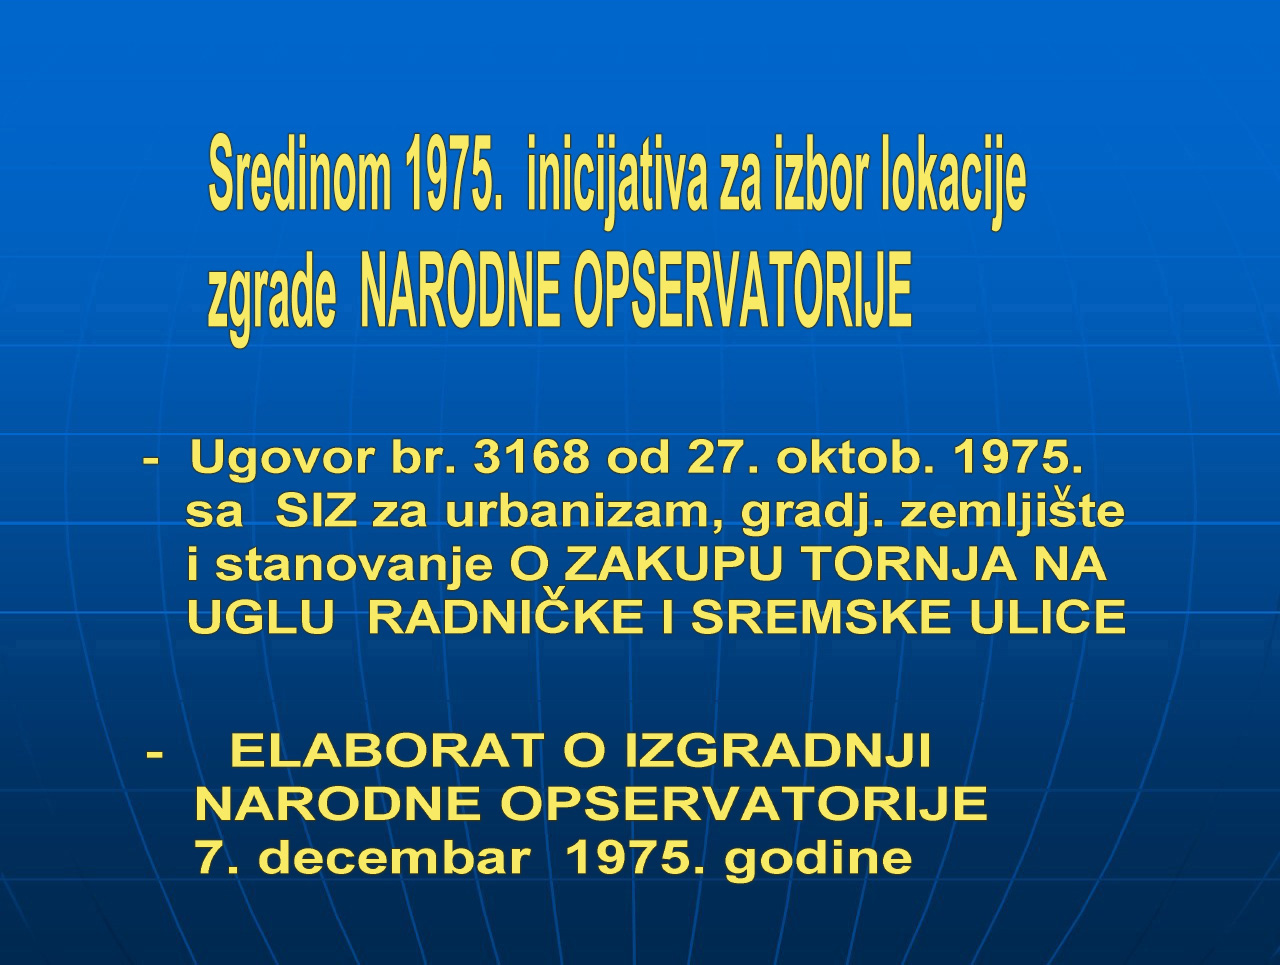 Sredinom 1975. inicijativa za izbor lokacije
zgrade NARODNE OPSERVATORIJE
- Ugovor br. 3168 od 27. oktob. 1975.
sa SIZ za urbanizam, gradj. zemljište
i stanovanje O ZAKUPU TORNJA NA
UGLU RADNIČKE I SREMSKE ULICE
- ELABORAT O IZGRADNJI
NARODNE OPSERVATORIJE
7. decembar 1975. godine